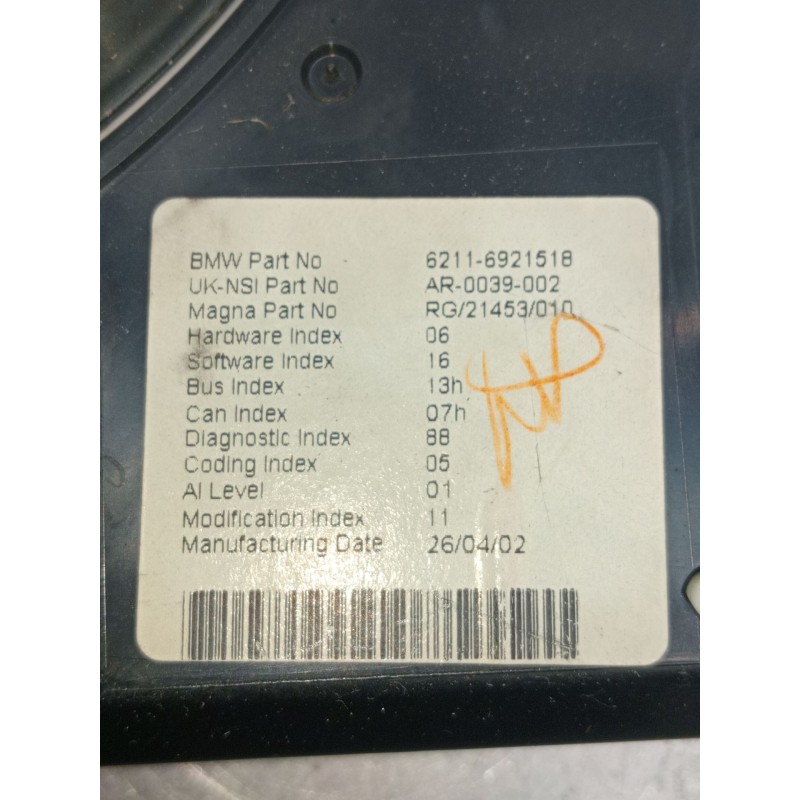 BMW Part No 6211-6921518
UK-NSI Part No AR-0039-002
Magna Part No RG/21453/010
Hardware Index 06
Software Index 16
Bus Index 13h
Can Index 07h
Diagnostic Index 88
Coding Index 05
AI Level 01
Modification Index 11
Manufacturing Date 26/04/02